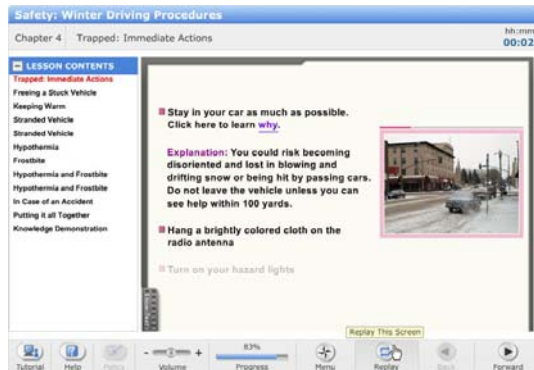 Safety: Winter Driving Procedures
Chapter 4 Trapped: Immediate Actions
hh:mm
00:02
LESSON CONTENTS
Trapped: Immediate Actions
Freeing a Stuck Vehicle
Keeping Warm
Stranded Vehicle
Stranded Vehicle
Hypothermia
Frostbite
Hypothermia and Frostbite
Hypothermia and Frostbite
In Case of an Accident
Putting it all Together
Knowledge Demonstration
Stay in your car as much as possible.
Click here to learn why.
Explanation: You could risk becoming
disoriented and lost in blowing and
drifting snow or being hit by passing cars.
Do not leave the vehicle unless you can
see help within 100 yards.
Hang a brightly colored cloth on the
radio antenna
Turn on your hazard lights
Replay This Screen
- +
83%
Tutorial Help Policy Volume Progress Menu Replay Back Forward